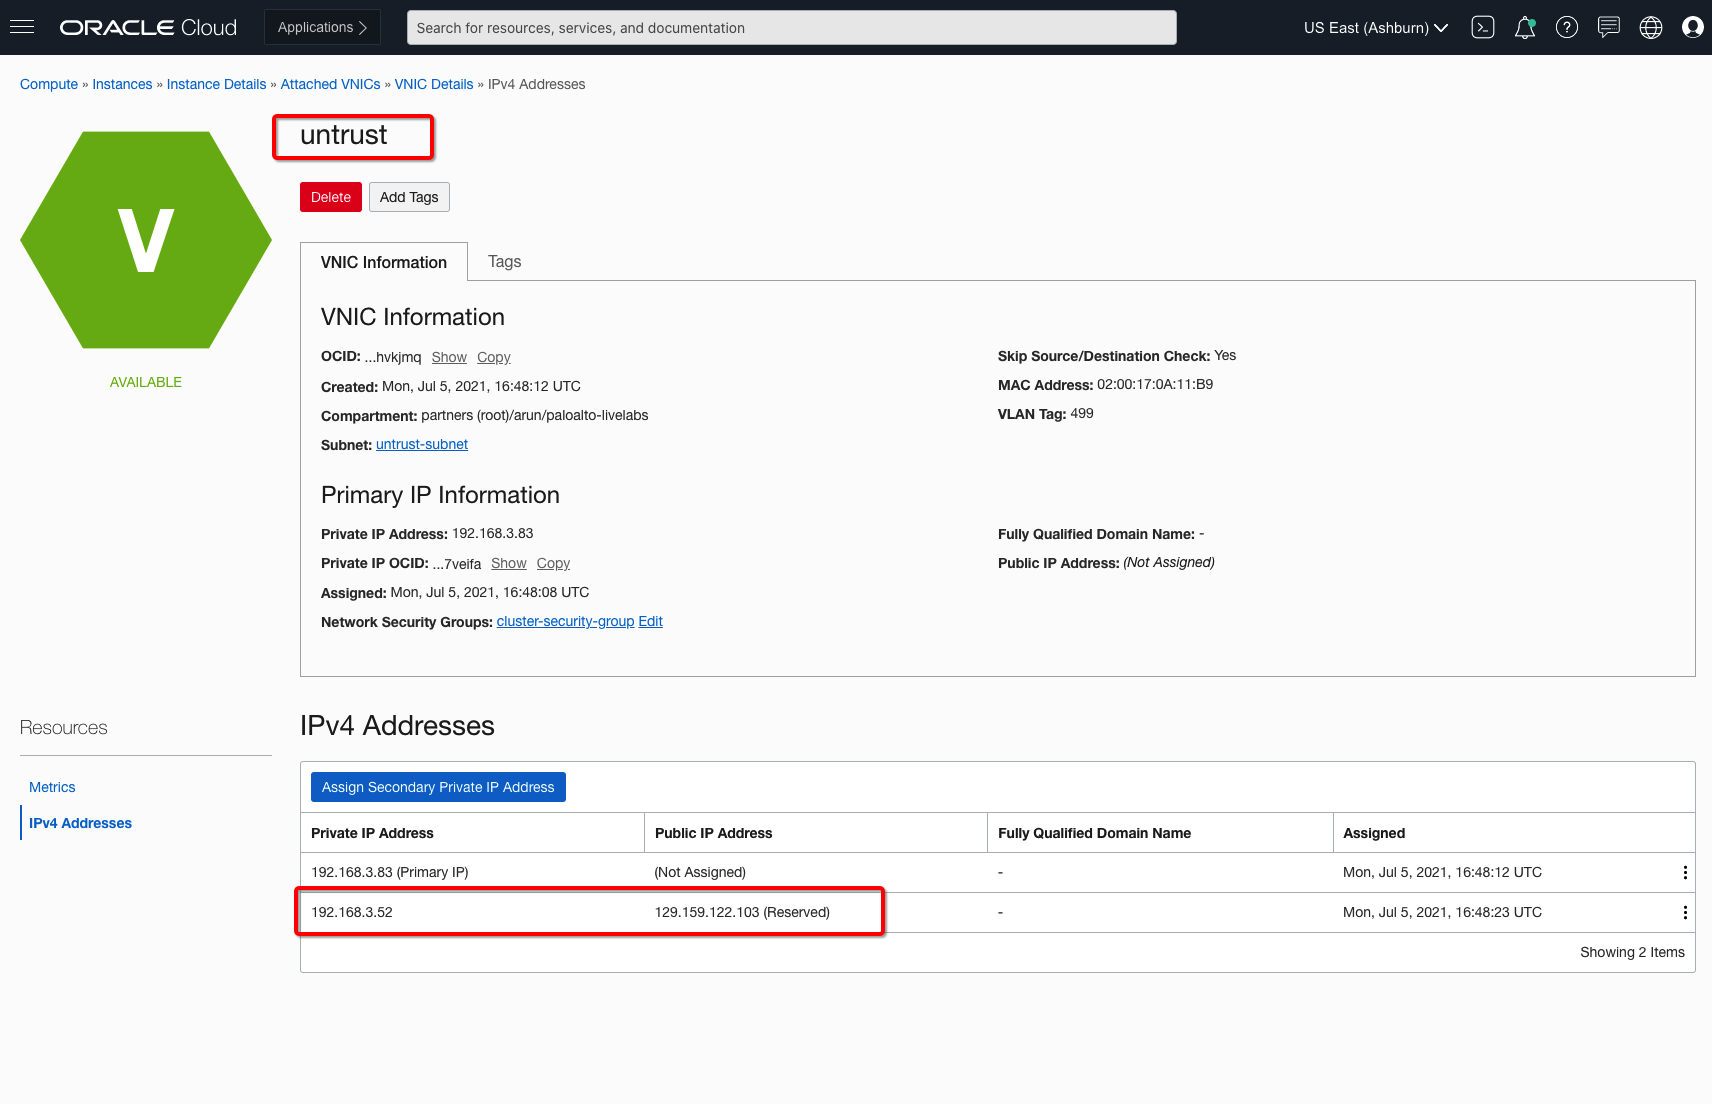 ORACLE Cloud
Applications
Search for resources, services, and documentation
US East (Ashburn)
Compute » Instances » Instance Details » Attached VNICs » VNIC Details » IPv4 Addresses
V
AVAILABLE
untrust
Delete
Add Tags
VNIC Information
Tags
VNIC Information
OCID: ...hvkjmq Show Copy
Created: Mon, Jul 5, 2021, 16:48:12 UTC
Compartment: partners (root)/arun/paloalto-livelabs
Subnet: untrust-subnet
Skip Source/Destination Check: Yes
MAC Address: 02:00:17:0A:11:B9
VLAN Tag: 499
Primary IP Information
Private IP Address: 192.168.3.83
Private IP OCID: ...7veifa Show Copy
Assigned: Mon, Jul 5, 2021, 16:48:08 UTC
Network Security Groups: cluster-security-group Edit
Fully Qualified Domain Name: -
Public IP Address: (Not Assigned)
Resources
Metrics
IPv4 Addresses
IPv4 Addresses
Assign Secondary Private IP Address
Private IP Address Public IP Address Fully Qualified Domain Name Assigned
192.168.3.83 (Primary IP) (Not Assigned) - Mon, Jul 5, 2021, 16:48:12 UTC
192.168.3.52 129.159.122.103 (Reserved) - Mon, Jul 5, 2021, 16:48:23 UTC
Showing 2 Items